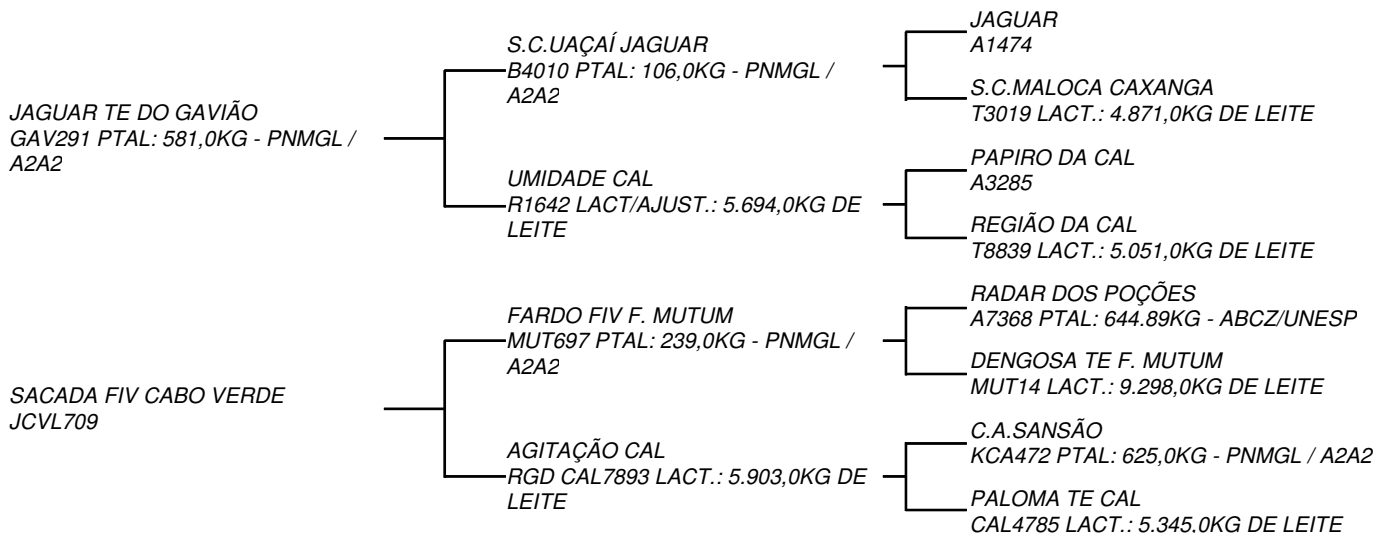 JAGUAR TE DO GAVIÃO
GAV291 PTAL: 581,0KG - PNMGL /
A2A2
SACADA FIV CABO VERDE
JCVL709
S.C.UAÇAÍ JAGUAR
B4010 PTAL: 106,0KG - PNMGL /
A2A2
UMIDADE CAL
R1642 LACT/AJUST.: 5.694,0KG DE
LEITE
FARDO FIV F. MUTUM
MUT697 PTAL: 239,0KG - PNMGL /
A2A2
AGITAÇÃO CAL
RGD CAL7893 LACT.: 5.903,0KG DE
LEITE
JAGUAR
A1474
S.C.MALOCA CAXANGA
T3019 LACT.: 4.871,0KG DE LEITE
PAPIRO DA CAL
A3285
REGIÃO DA CAL
T8839 LACT.: 5.051,0KG DE LEITE
RADAR DOS POÇÕES
A7368 PTAL: 644.89KG - ABCZ/UNESP
DENGOSA TE F. MUTUM
MUT14 LACT.: 9.298,0KG DE LEITE
C.A.SANSÃO
KCA472 PTAL: 625,0KG - PNMGL / A2A2
PALOMA TE CAL
CAL4785 LACT.: 5.345,0KG DE LEITE